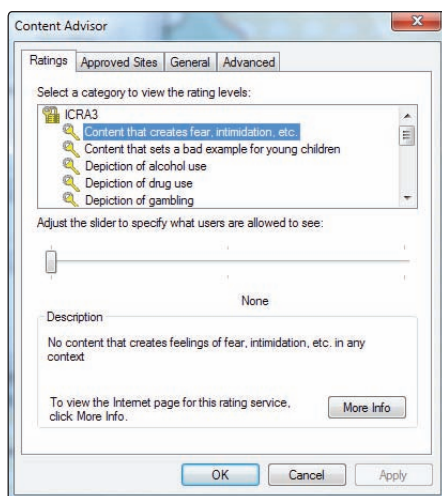 Content Advisor
Ratings Approved Sites General Advanced
Select a category to view the rating levels:
ICRA3
Content that creates fear, intimidation, etc.
Content that sets a bad example for young children
Depiction of alcohol use
Depiction of drug use
Depiction of gambling
Adjust the slider to specify what users are allowed to see:
None
Description
No content that creates feelings of fear, intimidation, etc. in any
context
To view the Internet page for this rating service,
click More Info.
More Info
OK Cancel Apply